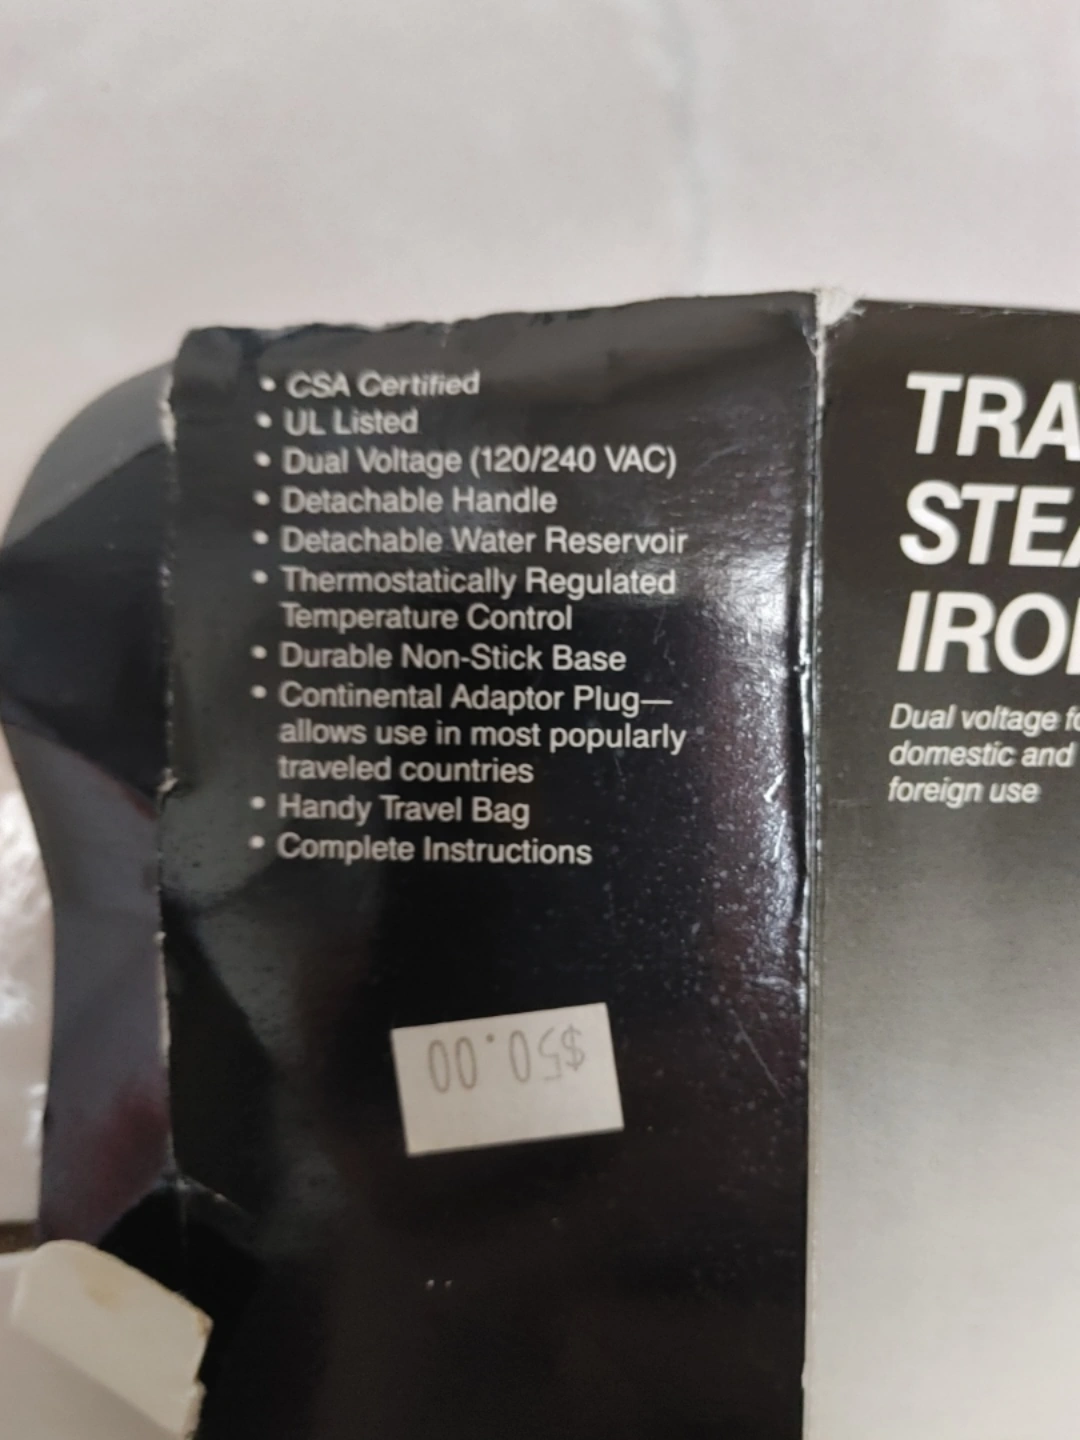 • CSA Certified
• UL Listed
• Dual Voltage (120/240 VAC)
• Detachable Handle
• Detachable Water Reservoir
• Thermostatically Regulated
Temperature Control
• Durable Non-Stick Base
• Continental Adaptor Plug—
allows use in most popularly
traveled countries
• Handy Travel Bag
• Complete Instructions
$50.00
TRA
STEA
IRO
Dual voltage fo
domestic and
foreign use